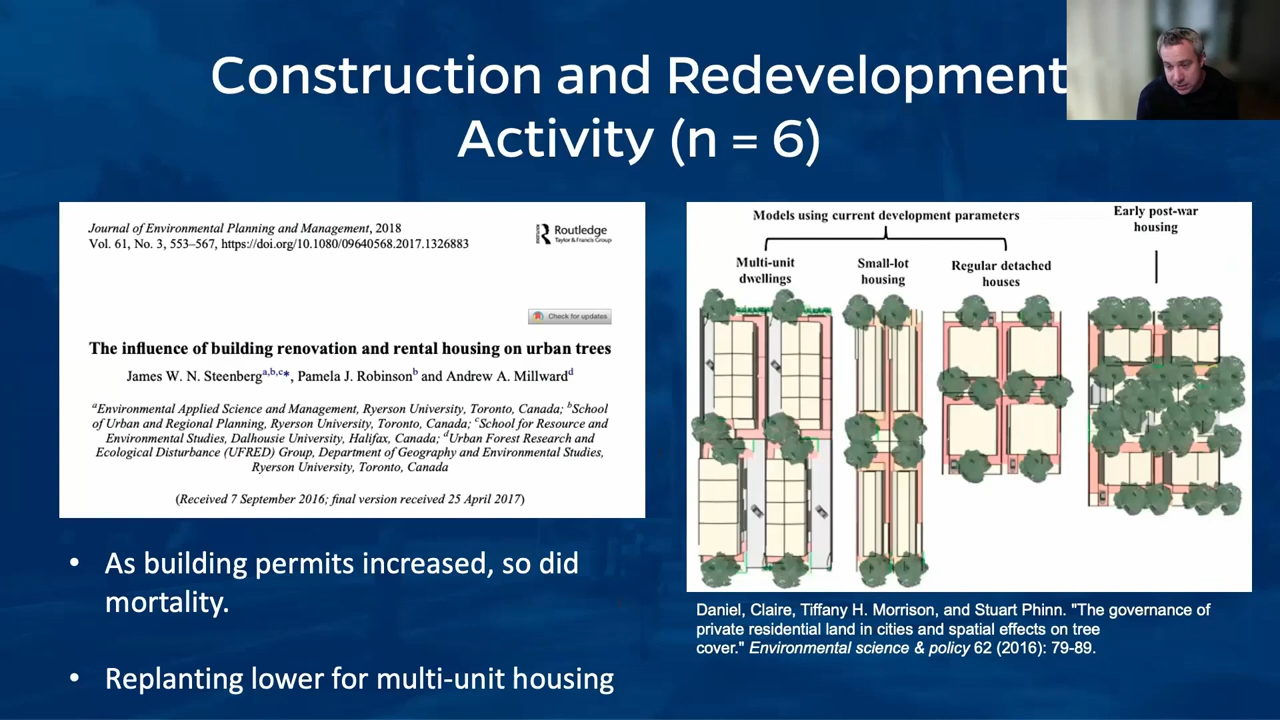 Construction and Redevelopment
Activity (n = 6)
Journal of Environmental Planning and Management, 2018
Vol. 61, No. 3, 553–567, https://doi.org/10.1080/09640568.2017.1326883
Routledge
Taylor & Francis Group
Check for updates
The influence of building renovation and rental housing on urban trees
James W. N. Steenberga,b,c*, Pamela J. Robinsonb and Andrew A. Millwardd
aEnvironmental Applied Science and Management, Ryerson University, Toronto, Canada; bSchool
of Urban and Regional Planning, Ryerson University, Toronto, Canada; cSchool for Resource and
Environmental Studies, Dalhousie University, Halifax, Canada; dUrban Forest Research and
Ecological Disturbance (UFRED) Group, Department of Geography and Environmental Studies,
Ryerson University, Toronto, Canada
(Received 7 September 2016; final version received 25 April 2017)
• As building permits increased, so did
mortality.
• Replanting lower for multi-unit housing
Models using current development parameters
Early post-war
housing
Multi-unit
dwellings
Small-lot
housing
Regular detached
houses
Daniel, Claire, Tiffany H. Morrison, and Stuart Phinn. "The governance of
private residential land in cities and spatial effects on tree
cover." Environmental science & policy 62 (2016): 79-89.